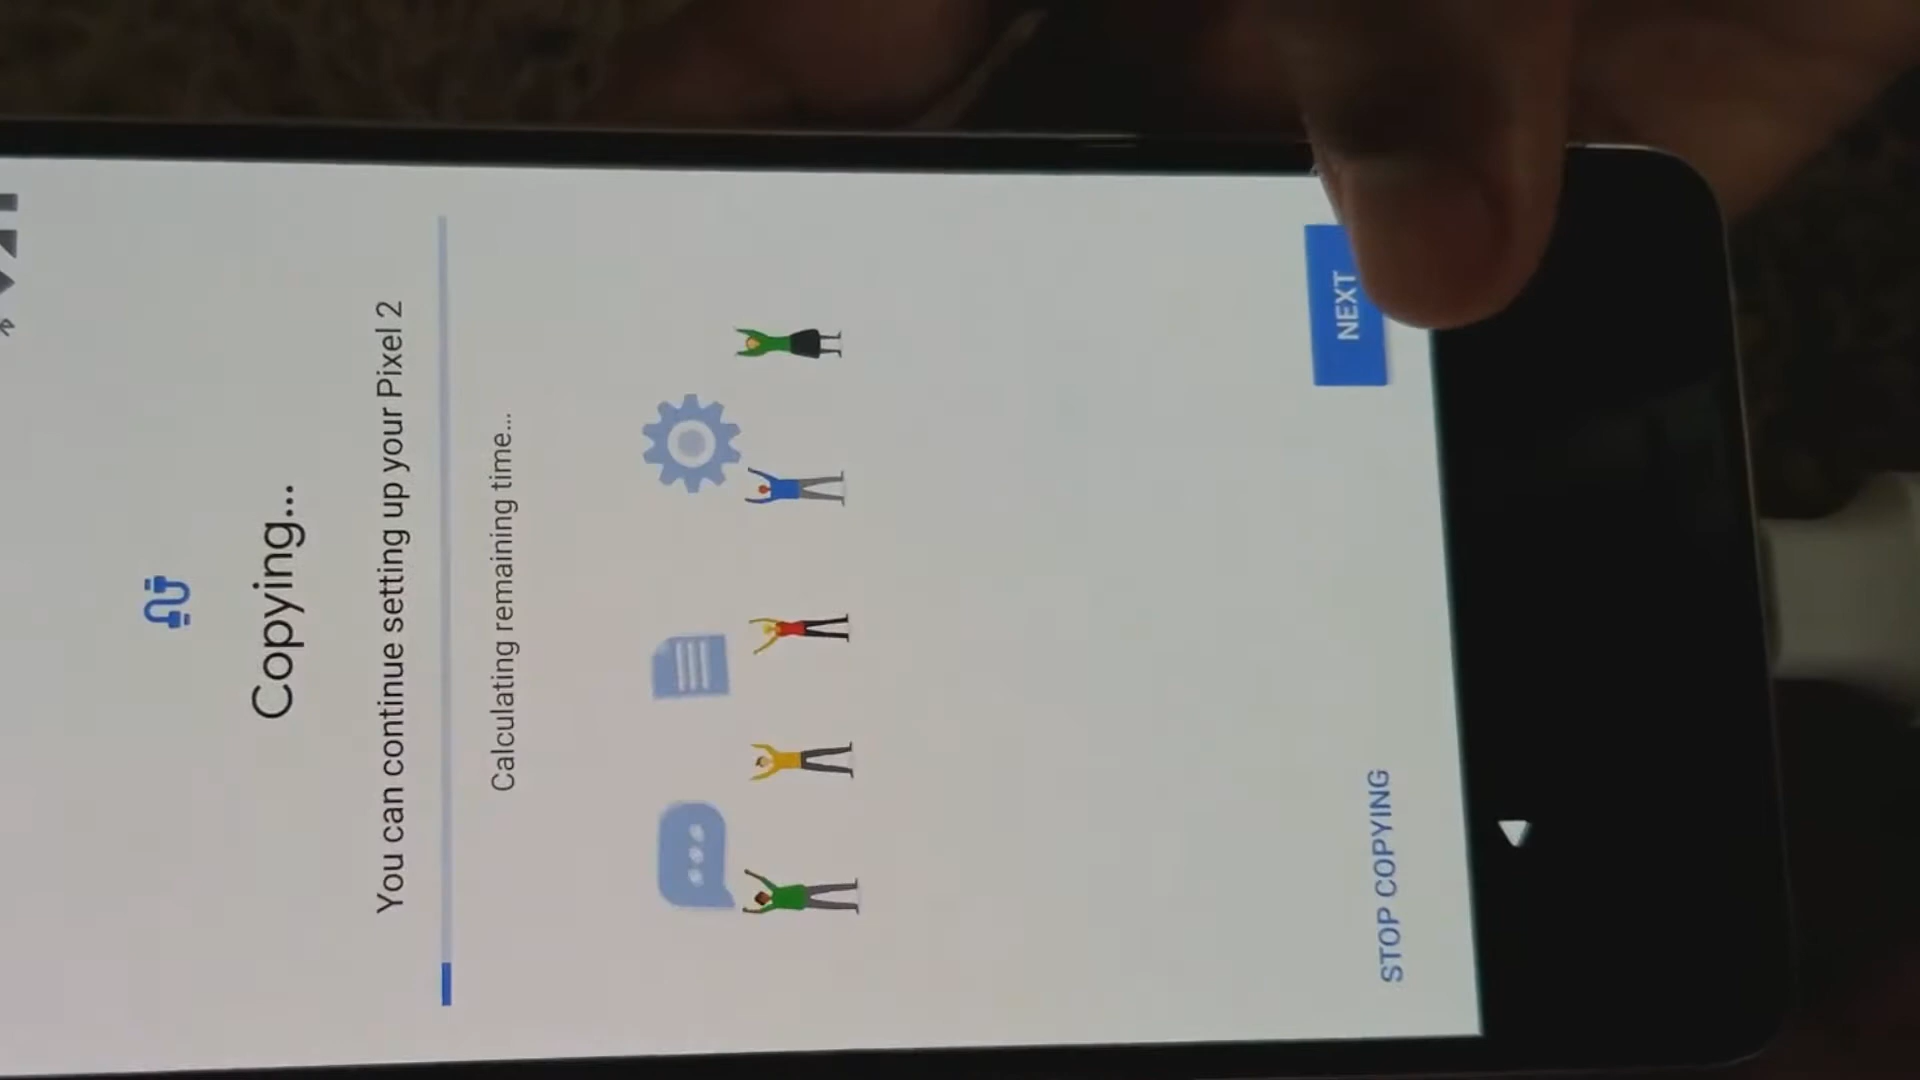 Copying...
You can continue setting up your Pixel 2
Calculating remaining time...
STOP COPYING
NEXT